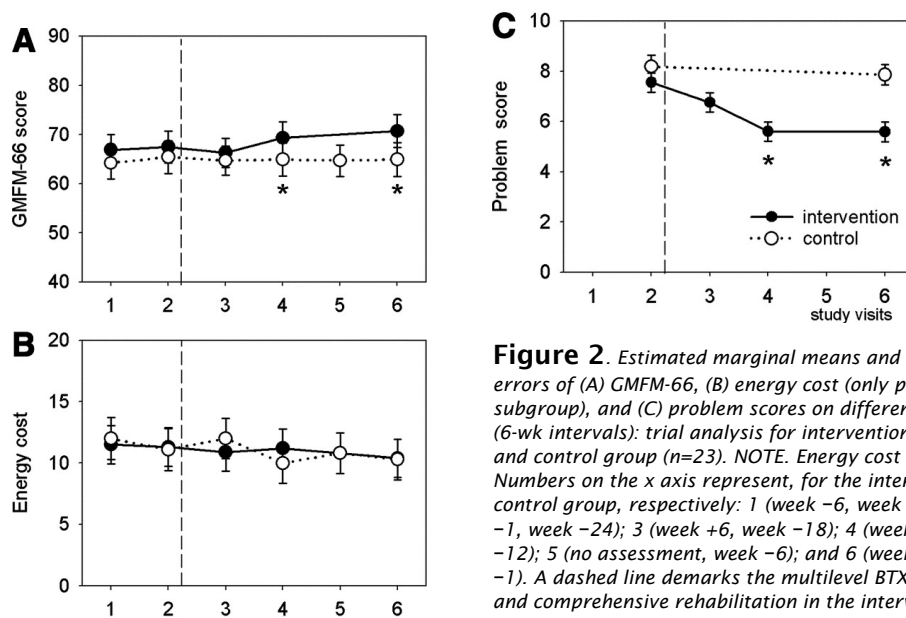 A
GMFM-66 score
90
80
70
60
50
40
*
*
1 2 3 4 5 6
B
Energy cost
20
15
10
5
0
1 2 3 4 5 6
C
Problem score
10
8
6
4
2
0
*
*
intervention
control
1 2 3 4 5 6
study visits
Figure 2. Estimated marginal means and
errors of (A) GMFM-66, (B) energy cost (only
subgroup), and (C) problem scores on
(6-wk intervals): trial analysis for intervention
and control group (n=23). NOTE. Energy cost
Numbers on the x axis represent, for the
control group, respectively: 1 (week −6, week
−1, week −24); 3 (week +6, week −18); 4 (week
−12); 5 (no assessment, week −6); and 6 (week
−1). A dashed line demarks the multilevel BTX
and comprehensive rehabilitation in the